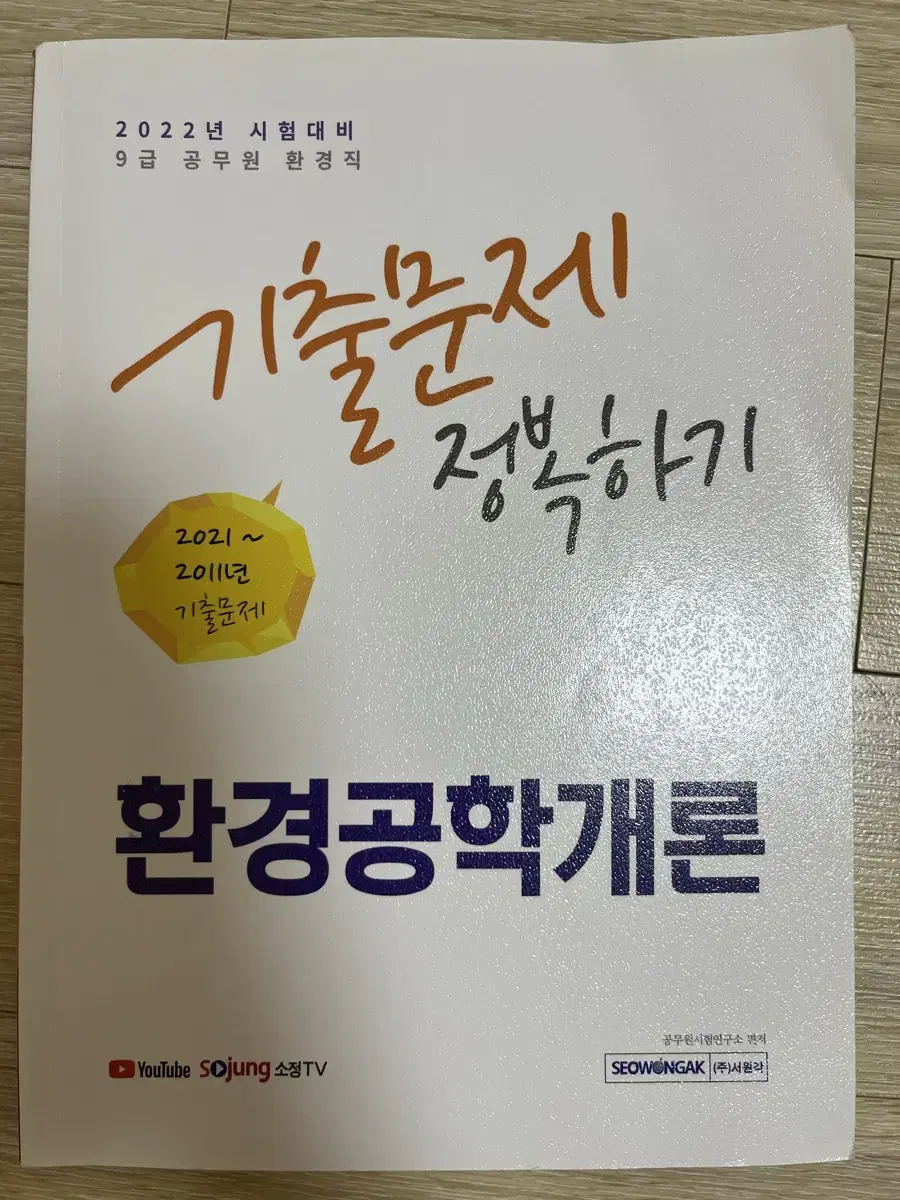 2022년 시험대비
9급 공무원 환경직
기출문제
정복하기
2021~
2011년
기출문제
환경공학개론
공무원시험연구소 편저
YouTube Sojung 소정TV
SEOWONGAK (주)서원각